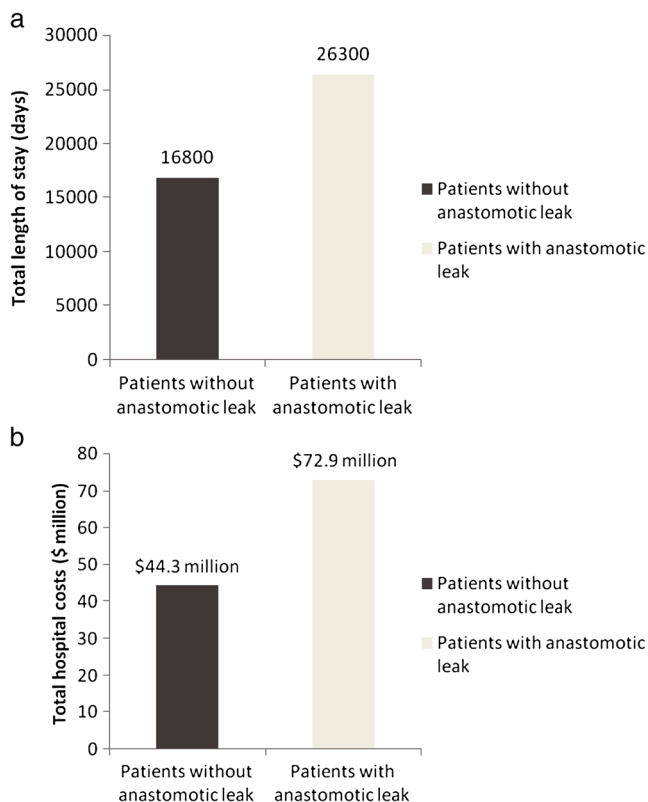 a
Total length of stay (days)
30000
25000
20000
15000
10000
5000
0
16800
26300
Patients without
anastomotic leak
Patients with
anastomotic leak
Patients without
anastomotic leak
Patients with anastomotic
leak
b
Total hospital costs ($ million)
80
70
60
50
40
30
20
10
0
$44.3 million
$72.9 million
Patients without
anastomotic leak
Patients with
anastomotic leak
Patients without
anastomotic leak
Patients with anastomotic
leak